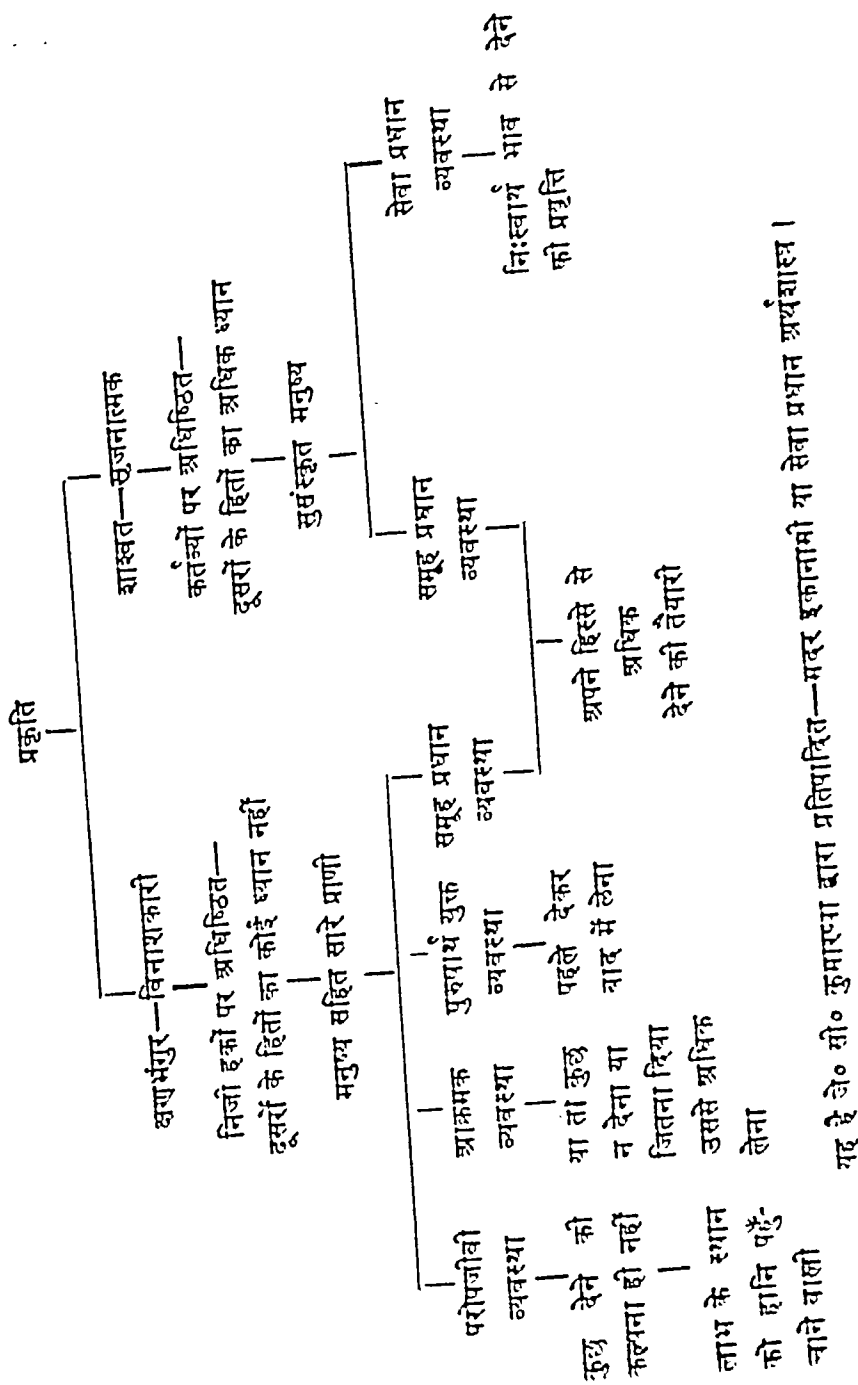 प्रकृति
क्षणभंगुर—विनाशकारी
निजी हकों पर अधिष्ठित—
दूसरों के हितों का कोई ध्यान नहीं
मनुष्य सहित सारे प्राणी
शाश्वत—सृजनात्मक
कर्तव्यों पर अधिष्ठित—
दूसरों के हितों का अधिक ध्यान
सुसंस्कृत मनुष्य
परोपजीवी
व्यवस्था
कुछ देने की
कल्पना ही नहीं
लाभ के स्थान
को हानि पहुँ-
चाने वाली
आक्रमक
व्यवस्था
या तो कुछ
न देना या
जितना दिया
उससे अधिक
लेना
पुरुषार्थ युक्त
व्यवस्था
पहले देकर
बाद में लेना
समूह प्रधान
व्यवस्था
समूह प्रधान
व्यवस्था
अपने हिस्से से
अधिक
देने की तैयारी
सेवा प्रधान
व्यवस्था
निःस्वार्थ भाव से देने
की प्रवृत्ति
यह है जे० सी० कुमारप्पा द्वारा प्रतिपादित—मदर इकानामी या सेवा प्रधान अर्थशास्त्र।